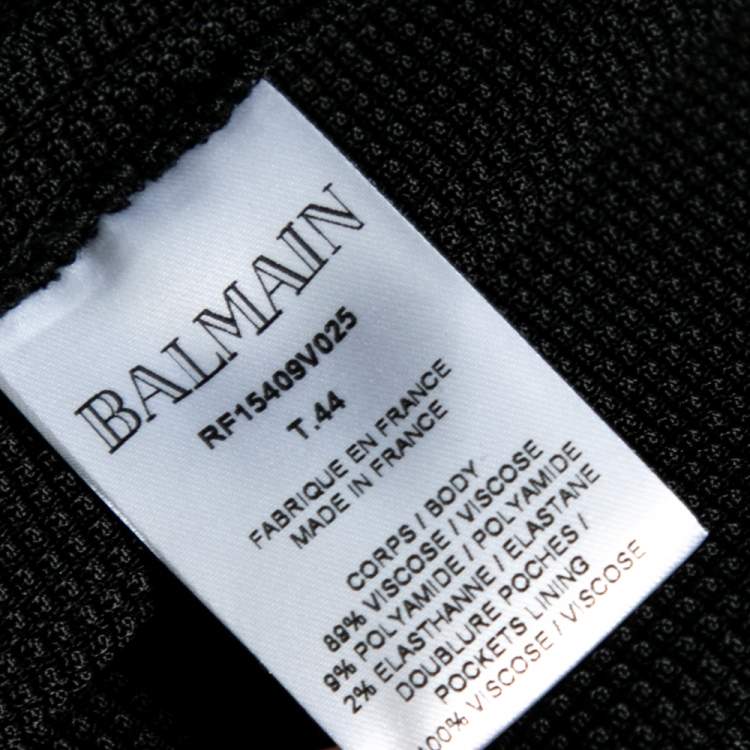 BALMAIN
RF15409V025
T.44
FABRIQUE EN FRANCE
MADE IN FRANCE
CORPS / BODY
89% VISCOSE / VISCOSE
9% POLYAMIDE / POLYAMIDE
2% ELASTHANNE / ELASTANE
DOUBLURE POCHES /
POCKETS LINING
100% VISCOSE / VISCOSE